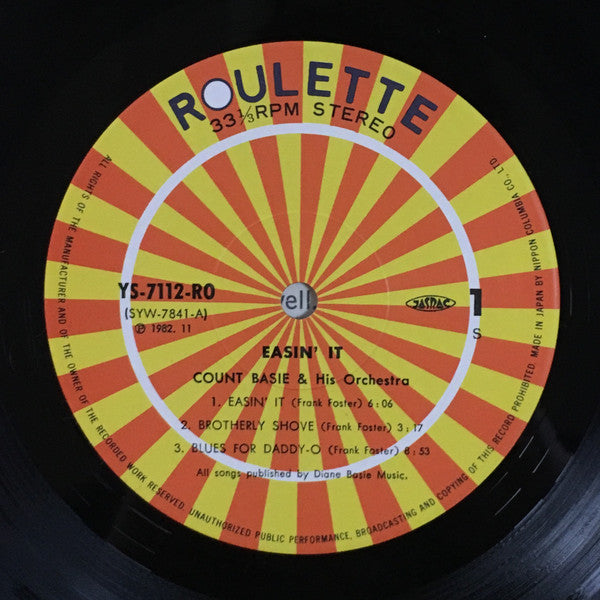 ROULETTE
33⅓ RPM STEREO
YS-7112-RO
(SYW-7841-A)
Ⓟ 1982. 11
ell
JASRAC
1
S
EASIN' IT
COUNT BASIE & His Orchestra
1. EASIN' IT (Frank Foster) 6:06
2. BROTHERLY SHOVE (Frank Foster) 3:17
3. BLUES FOR DADDY-O (Frank Foster) 8:53
All songs published by Diane Basie Music,
ALL RIGHTS OF THE MANUFACTURER AND OF THE OWNER OF THE RECORDED WORK RESERVED. UNAUTHORIZED PUBLIC PERFORMANCE, BROADCASTING AND COPYING OF THIS RECORD PROHIBITED. MADE IN JAPAN BY NIPPON COLUMBIA CO., LTD